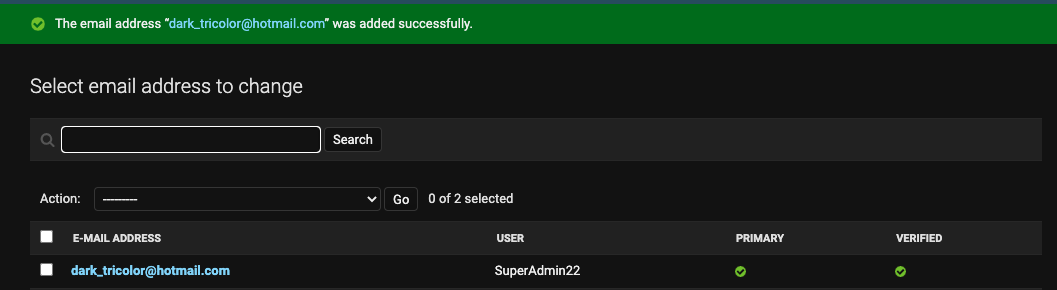 The email address “dark_tricolor@hotmail.com” was added successfully.
Select email address to change
Search
Action: --------- Go 0 of 2 selected
E-MAIL ADDRESS USER PRIMARY VERIFIED
dark_tricolor@hotmail.com SuperAdmin22